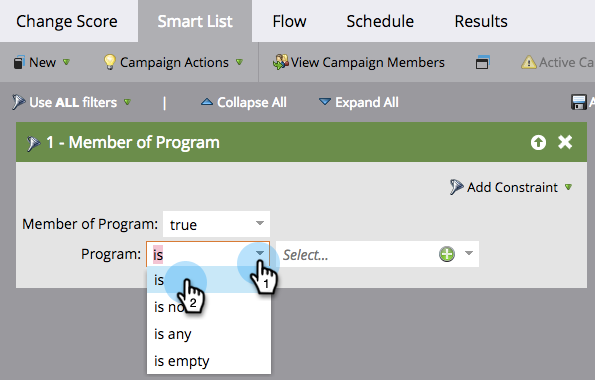 Change Score Smart List Flow Schedule Results
New Campaign Actions View Campaign Members Active Ca
Use ALL filters | Collapse All Expand All A
1 - Member of Program
Add Constraint
Member of Program: true
Program: is Select...
1
is
2
is no
is any
is empty